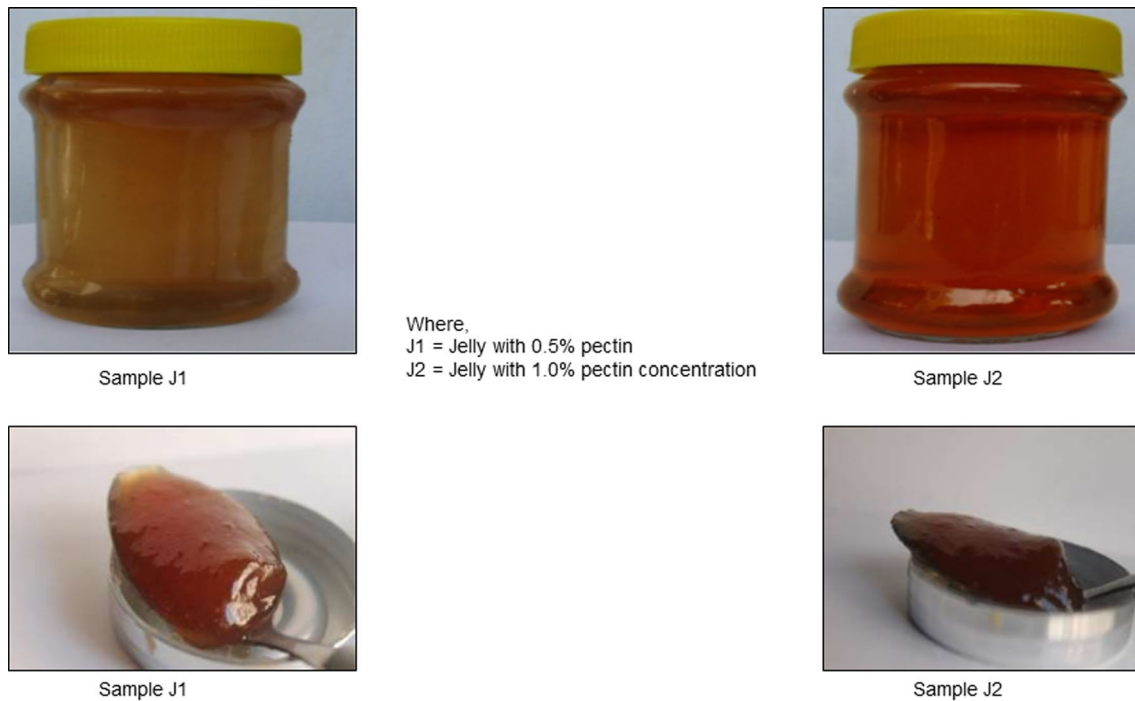 Where,
J1 = Jelly with 0.5% pectin
J2 = Jelly with 1.0% pectin concentration
Sample J1
Sample J2
Sample J1
Sample J2